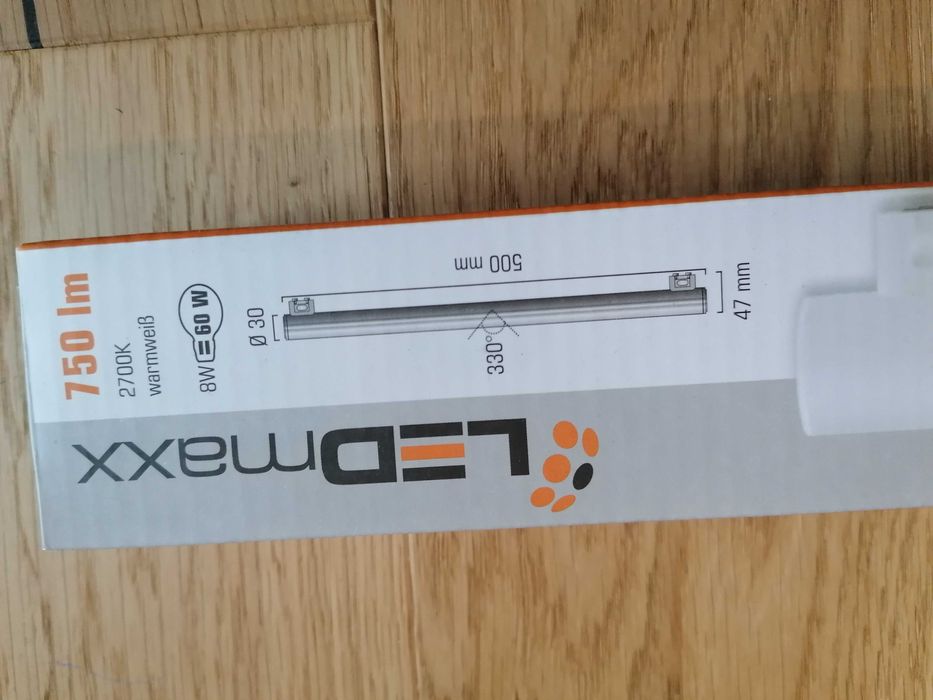 LEDmaxx
750 lm
2700K
warmweiß
8W=60 W
Ø 30
500 mm
330°
47 mm